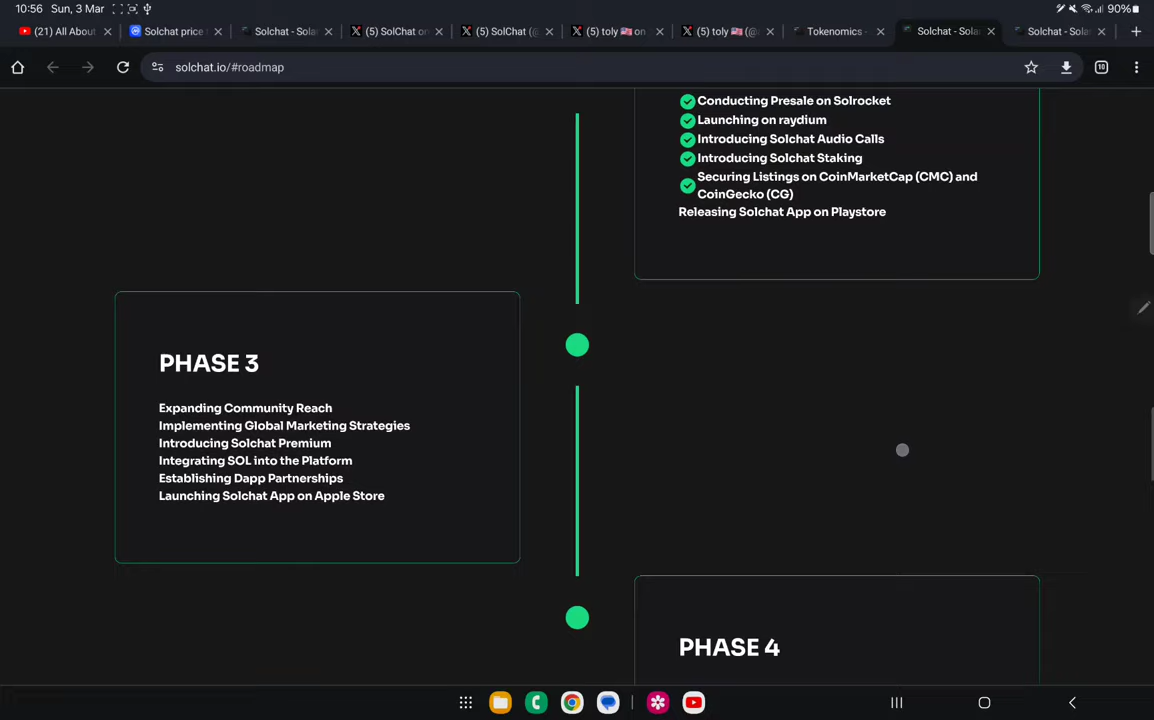 10:56 Sun, 3 Mar
90%
(21) All About
Solchat price
Solchat - Sola
(5) SolChat on
(5) SolChat (@
(5) toly 🇺🇸 on
(5) toly 🇺🇸 (@
Tokenomics -
Solchat - Sola
Solchat - Sola
solchat.io/#roadmap
10
Conducting Presale on Solrocket
Launching on raydium
Introducing Solchat Audio Calls
Introducing Solchat Staking
Securing Listings on CoinMarketCap (CMC) and
CoinGecko (CG)
Releasing Solchat App on Playstore
PHASE 3
Expanding Community Reach
Implementing Global Marketing Strategies
Introducing Solchat Premium
Integrating SOL into the Platform
Establishing Dapp Partnerships
Launching Solchat App on Apple Store
PHASE 4